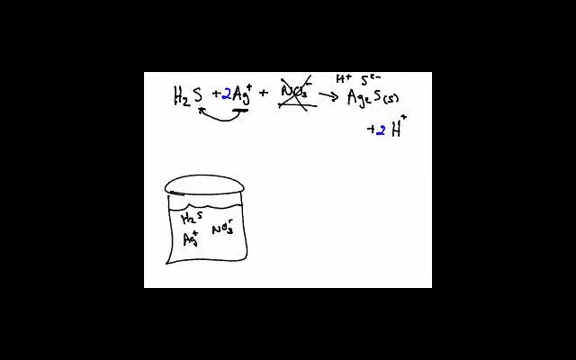 H⁺ S²⁻
H₂S + 2Ag⁺ + NO₃⁻ → Ag₂S(s)
+ 2 H⁺
H₂S
Ag⁺ NO₃⁻